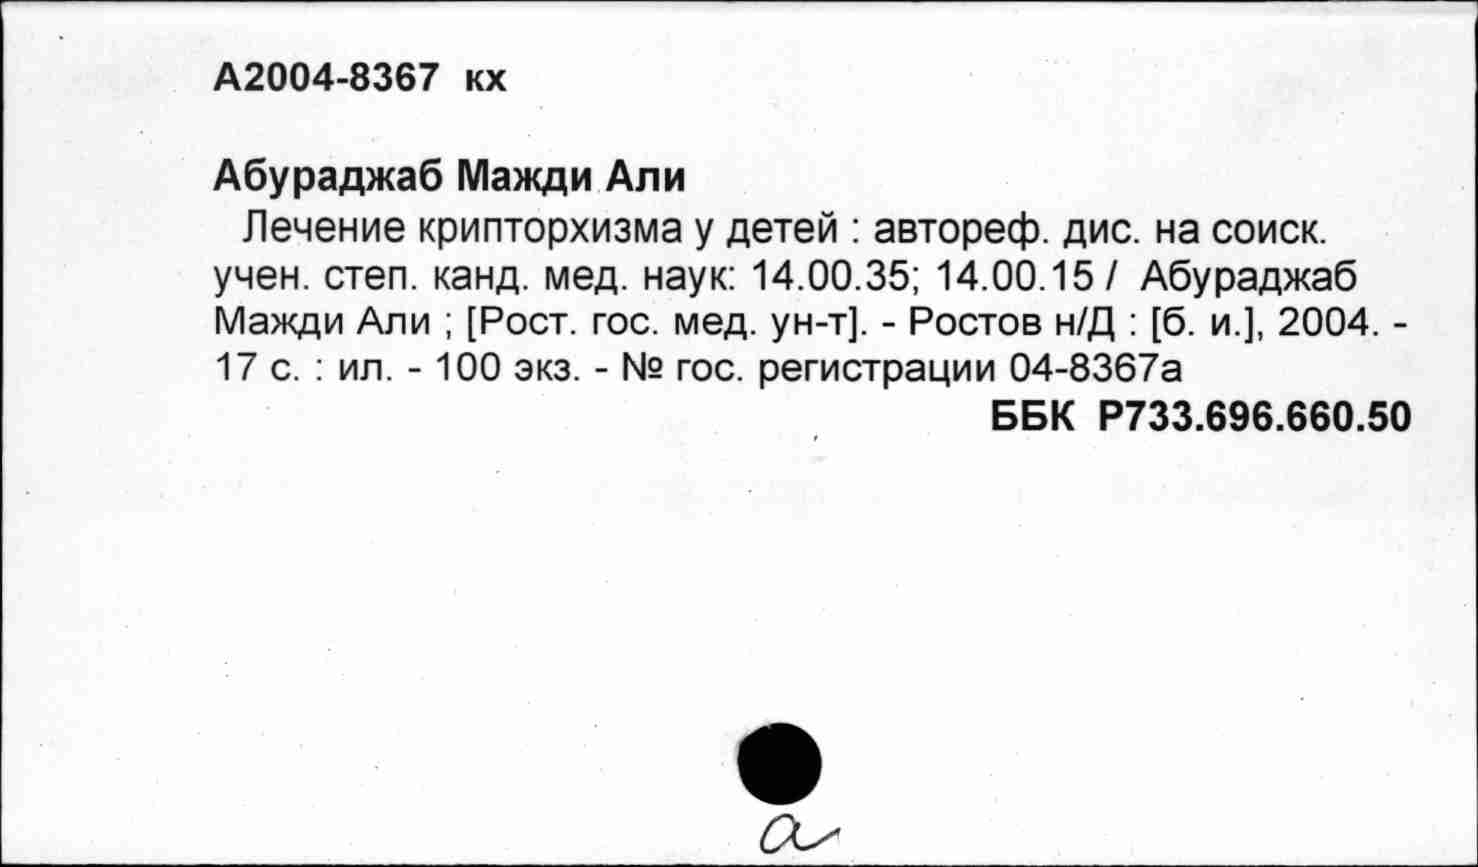 А2004-8367 кх
Абураджаб Мажди Али
Лечение крипторхизма у детей : автореф. дис. на соиск.
учен. степ. канд. мед. наук: 14.00.35; 14.00.15 / Абураджаб
Мажди Али ; [Рост. гос. мед. ун-т]. - Ростов н/Д : [б. и.], 2004. -
17 с. : ил. - 100 экз. - № гос. регистрации 04-8367а
ББК Р733.696.660.50
а